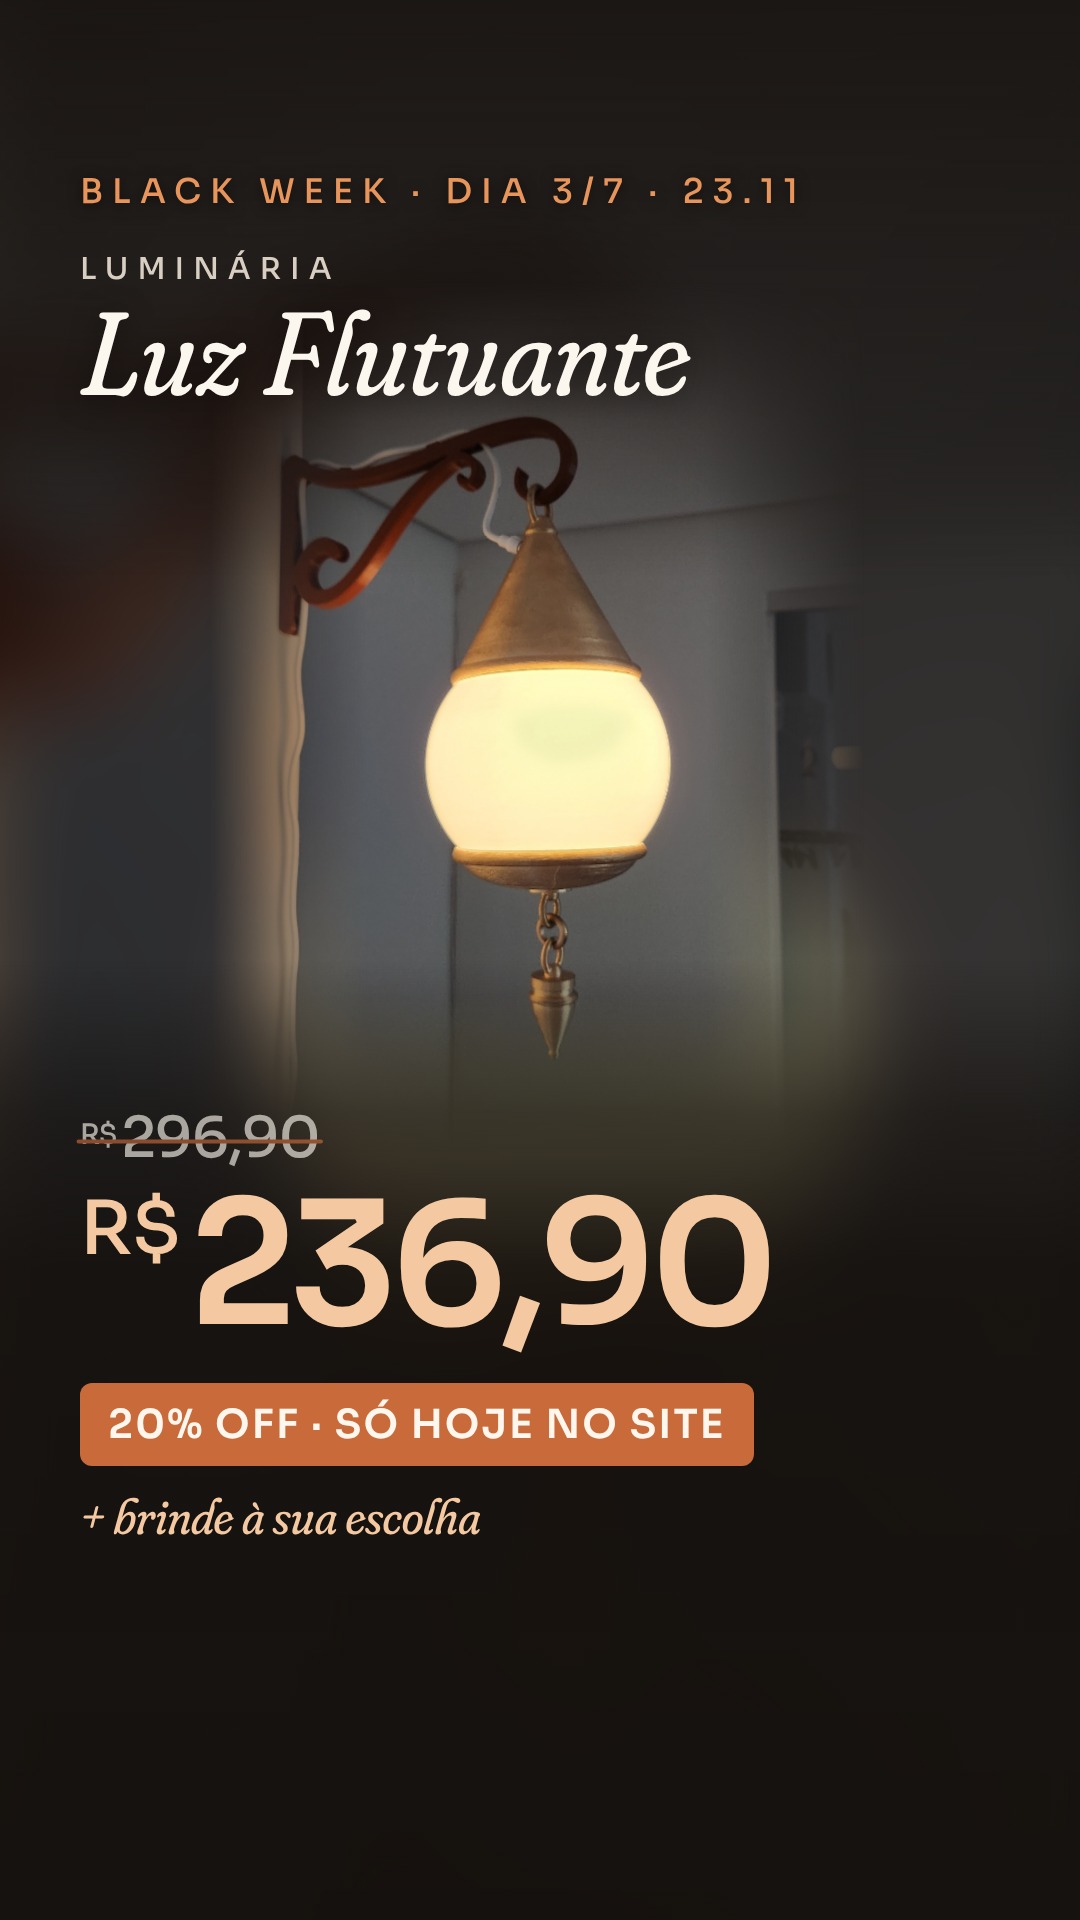 BLACK WEEK · DIA 3/7 · 23.11
LUMINÁRIA
Luz Flutuante
R$ 296,90
R$ 236,90
20% OFF · SÓ HOJE NO SITE
+ brinde à sua escolha